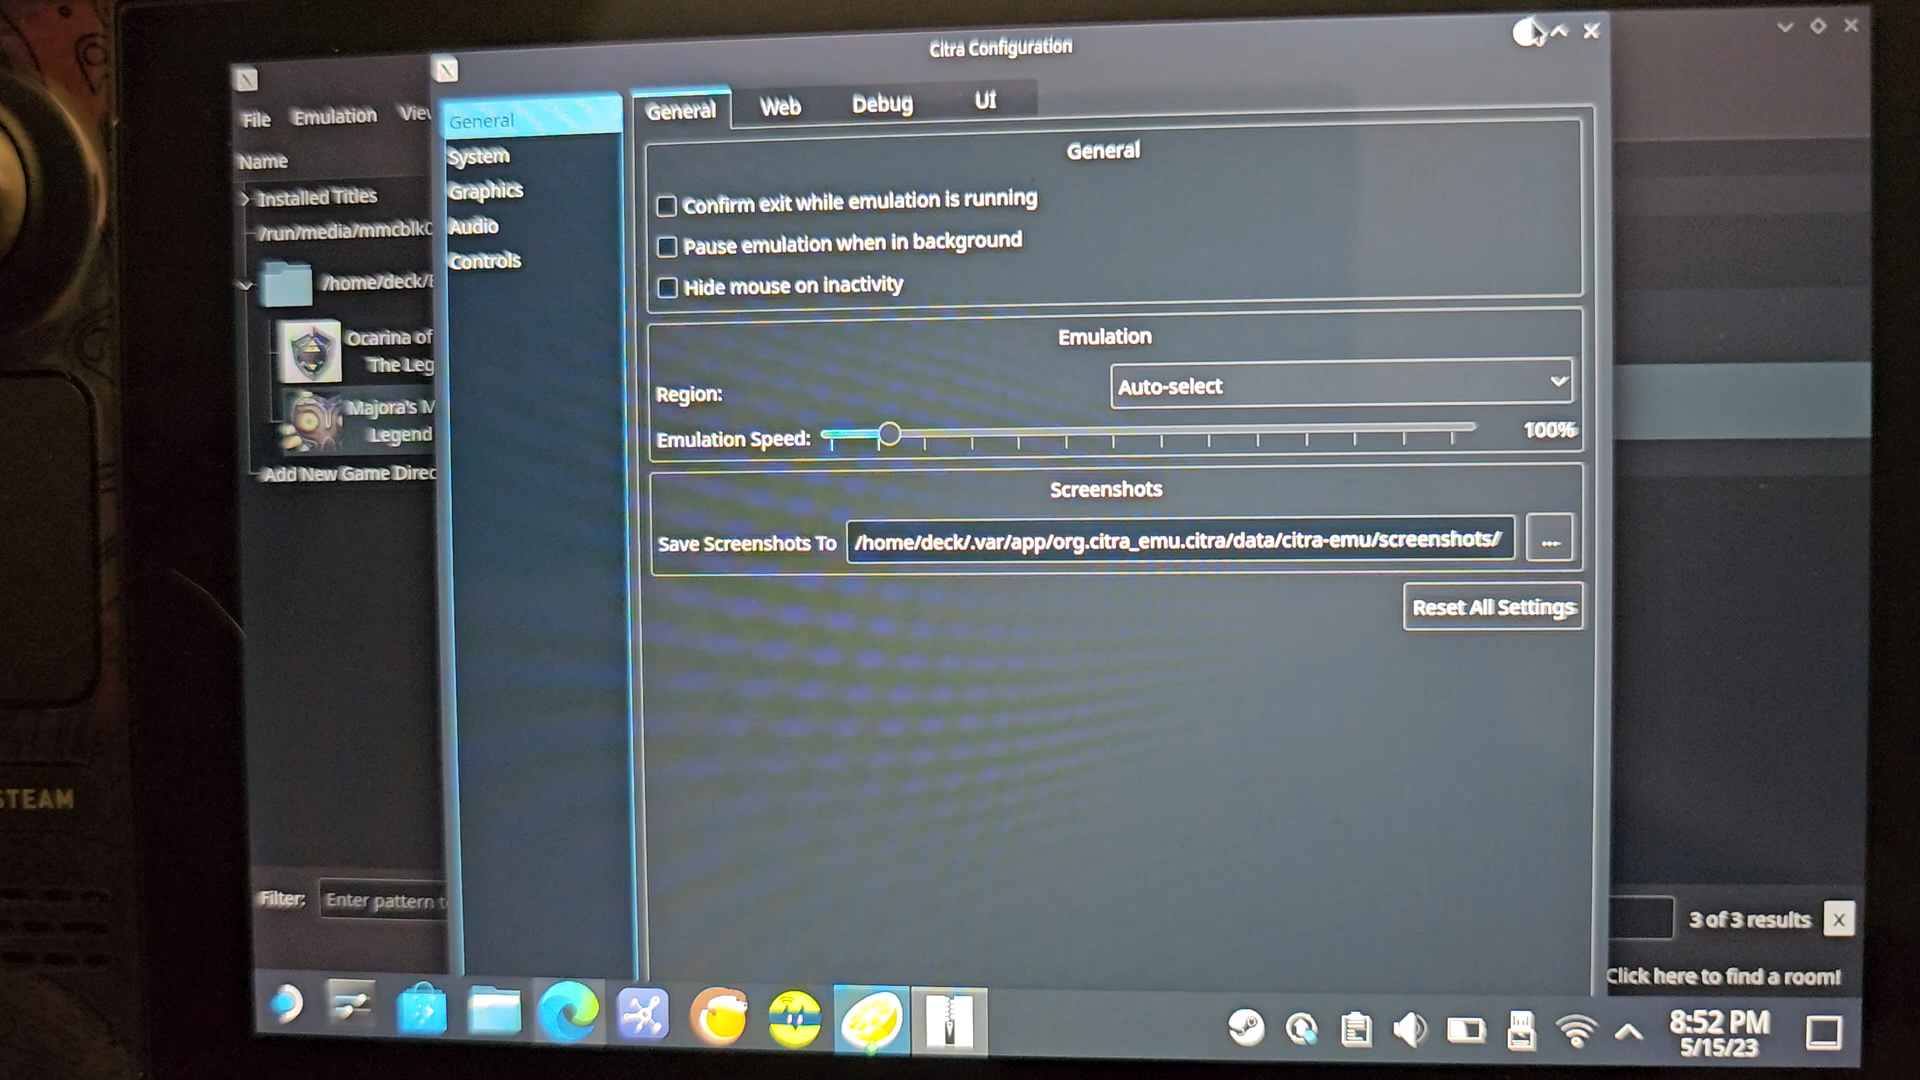 Citra Configuration
File Emulation
Name
Installed Titles
/run/media/mmcblk
/home/deck/
Ocarina of
The Leg
Majora's M
Legend
Add New Game Direc
Filter: Enter pattern
General
System
Graphics
Audio
Controls
General Web Debug UI
General
Confirm exit while emulation is running
Pause emulation when in background
Hide mouse on inactivity
Emulation
Region: Auto-select
Emulation Speed: 100%
Screenshots
Save Screenshots To /home/deck/.var/app/org.citra_emu.citra/data/citra-emu/screenshots/ ...
Reset All Settings
3 of 3 results X
Click here to find a room!
8:52 PM
5/15/23
STEAM